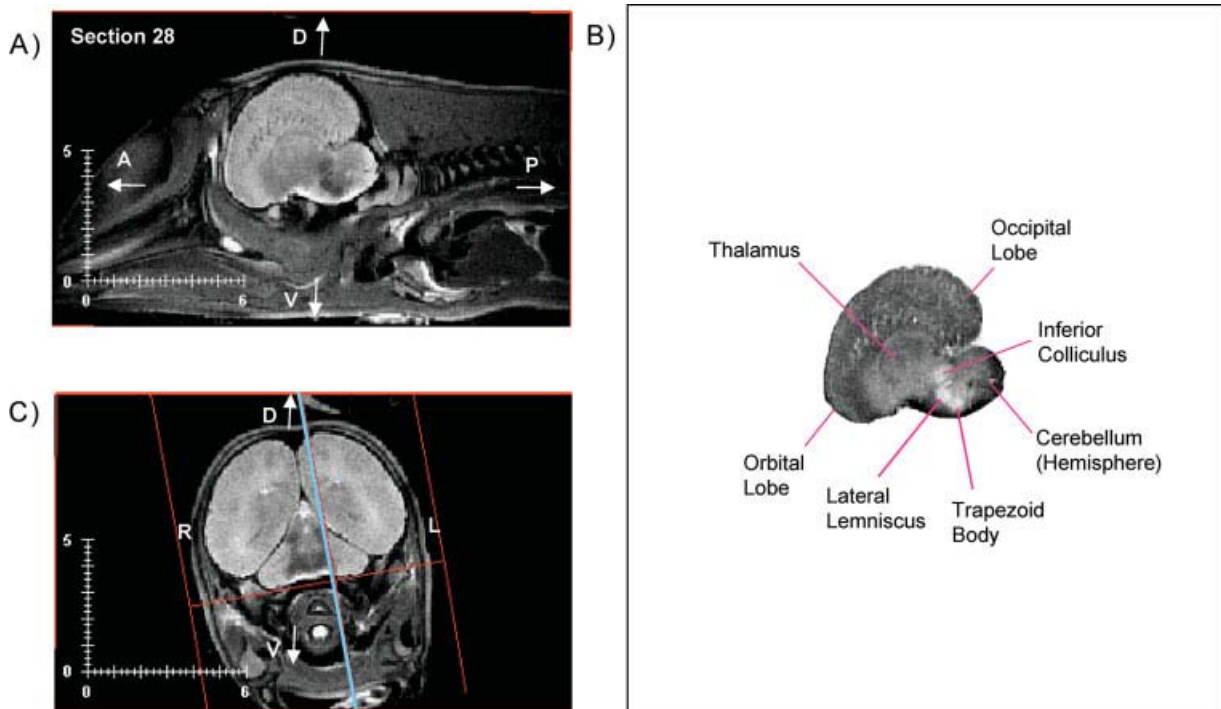 A)
Section 28
D
A
P
V
5
0
0
6
B)
Thalamus
Occipital
Lobe
Inferior
Colliculus
Cerebellum
(Hemisphere)
Trapezoid
Body
Lateral
Lemniscus
Orbital
Lobe
C)
D
R
L
V
5
0
0
6